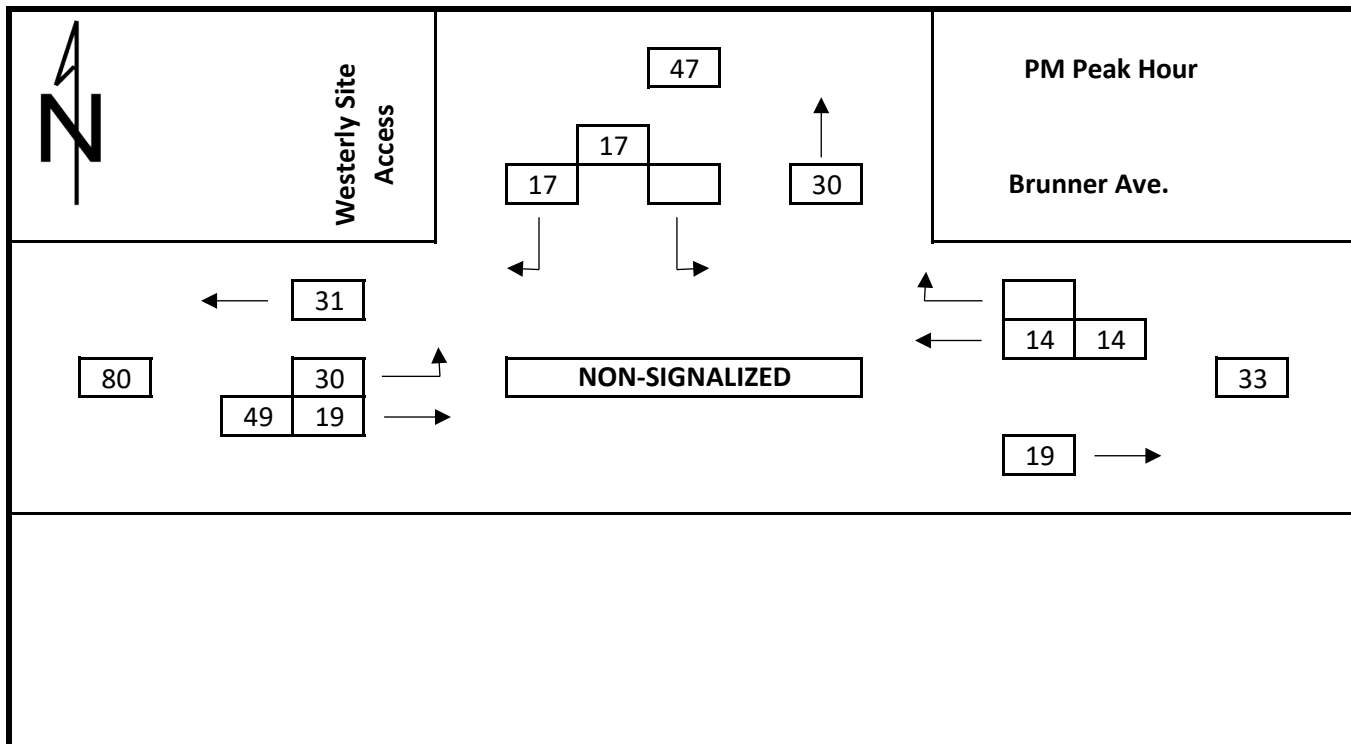 47
PM Peak Hour
Westerly Site
Access
N
17
17
30
Brunner Ave.
31
14 14
80
30
NON-SIGNALIZED
33
49 19
19